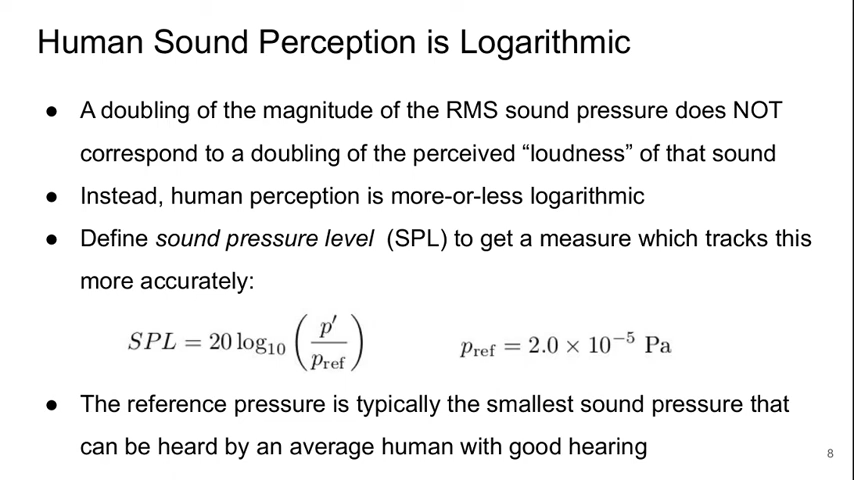 Human Sound Perception is Logarithmic
● A doubling of the magnitude of the RMS sound pressure does NOT
correspond to a doubling of the perceived “loudness” of that sound
● Instead, human perception is more-or-less logarithmic
● Define sound pressure level (SPL) to get a measure which tracks this
more accurately:
SPL = 20 log₁₀ (p′ / p_ref)    p_ref = 2.0 × 10⁻⁵ Pa
● The reference pressure is typically the smallest sound pressure that
can be heard by an average human with good hearing
8